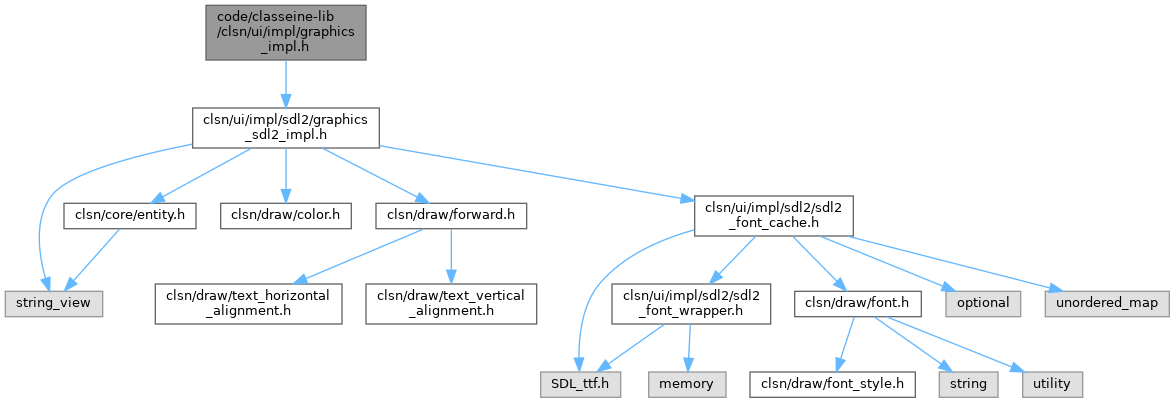 code/classeine-lib
/clsn/ui/impl/graphics
_impl.h
clsn/ui/impl/sdl2/graphics
_sdl2_impl.h
clsn/core/entity.h
clsn/draw/color.h
clsn/draw/forward.h
clsn/ui/impl/sdl2/sdl2
_font_cache.h
string_view
clsn/draw/text_horizontal
_alignment.h
clsn/draw/text_vertical
_alignment.h
clsn/ui/impl/sdl2/sdl2
_font_wrapper.h
clsn/draw/font.h
optional
unordered_map
SDL_ttf.h
memory
clsn/draw/font_style.h
string
utility